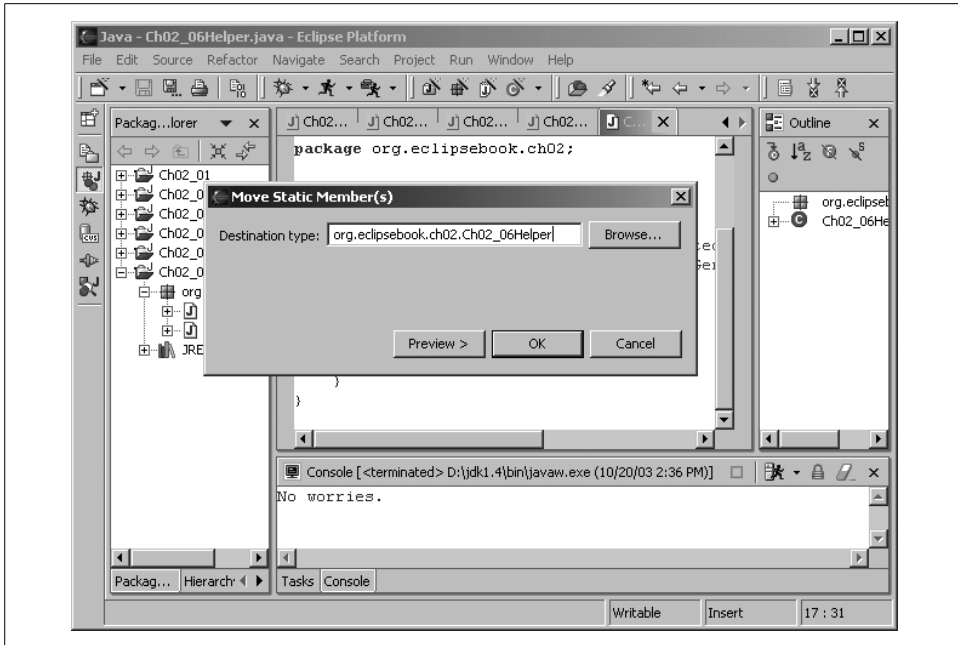 Java - Ch02_06Helper.java - Eclipse Platform
File Edit Source Refactor Navigate Search Project Run Window Help
Packag...lorer
Ch02... Ch02... Ch02... Ch02... C...
Outline
package org.eclipsebook.ch02;
Ch02_01
Ch02_0
Ch02_0
Ch02_0
Ch02_0
Ch02_0
org
JRE
org.eclipset
Ch02_06He
Move Static Member(s)
Destination type: org.eclipsebook.ch02.Ch02_06Helper Browse...
Preview > OK Cancel
}
}
Console [<terminated> D:\jdk1.4\bin\javaw.exe (10/20/03 2:36 PM)]
No worries.
Packag... Hierarch
Tasks Console
Writable Insert 17 : 31